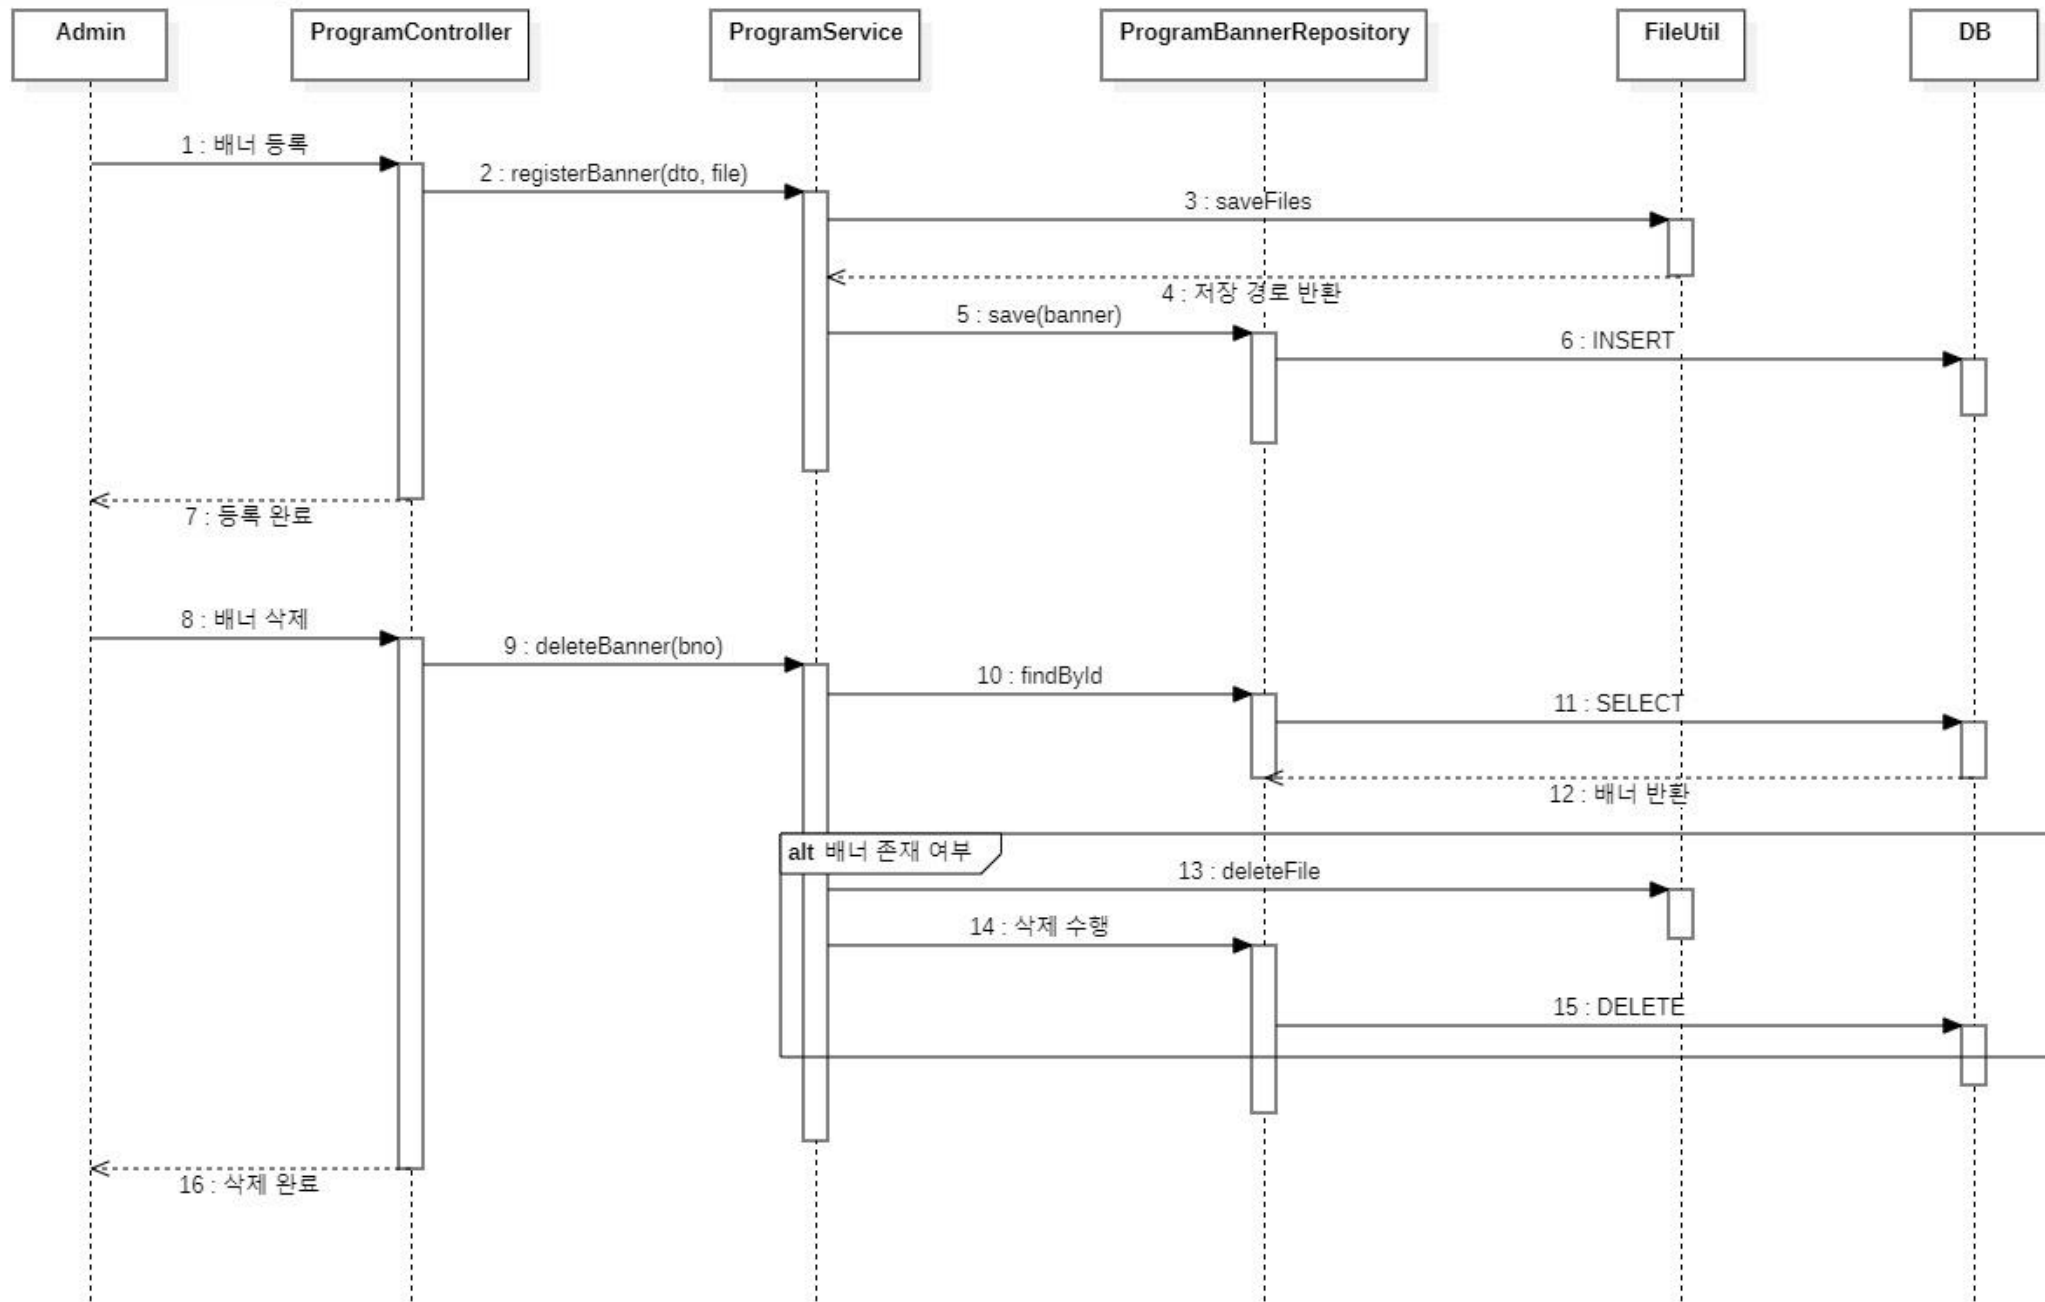 Admin
ProgramController
ProgramService
ProgramBannerRepository
FileUtil
DB
1 : 배너 등록
2 : registerBanner(dto, file)
3 : saveFiles
4 : 저장 경로 반환
5 : save(banner)
6 : INSERT
7 : 등록 완료
8 : 배너 삭제
9 : deleteBanner(bno)
10 : findById
11 : SELECT
12 : 배너 반환
alt 배너 존재 여부
13 : deleteFile
14 : 삭제 수행
15 : DELETE
16 : 삭제 완료